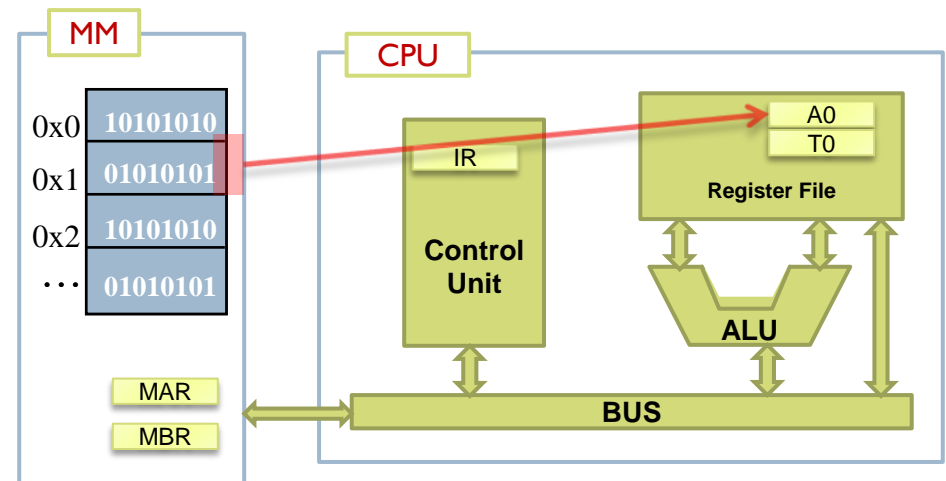 MM
CPU
0x0 10101010
0x1 01010101
0x2 10101010
... 01010101
MAR
MBR
IR
Control
Unit
A0
T0
Register File
ALU
BUS